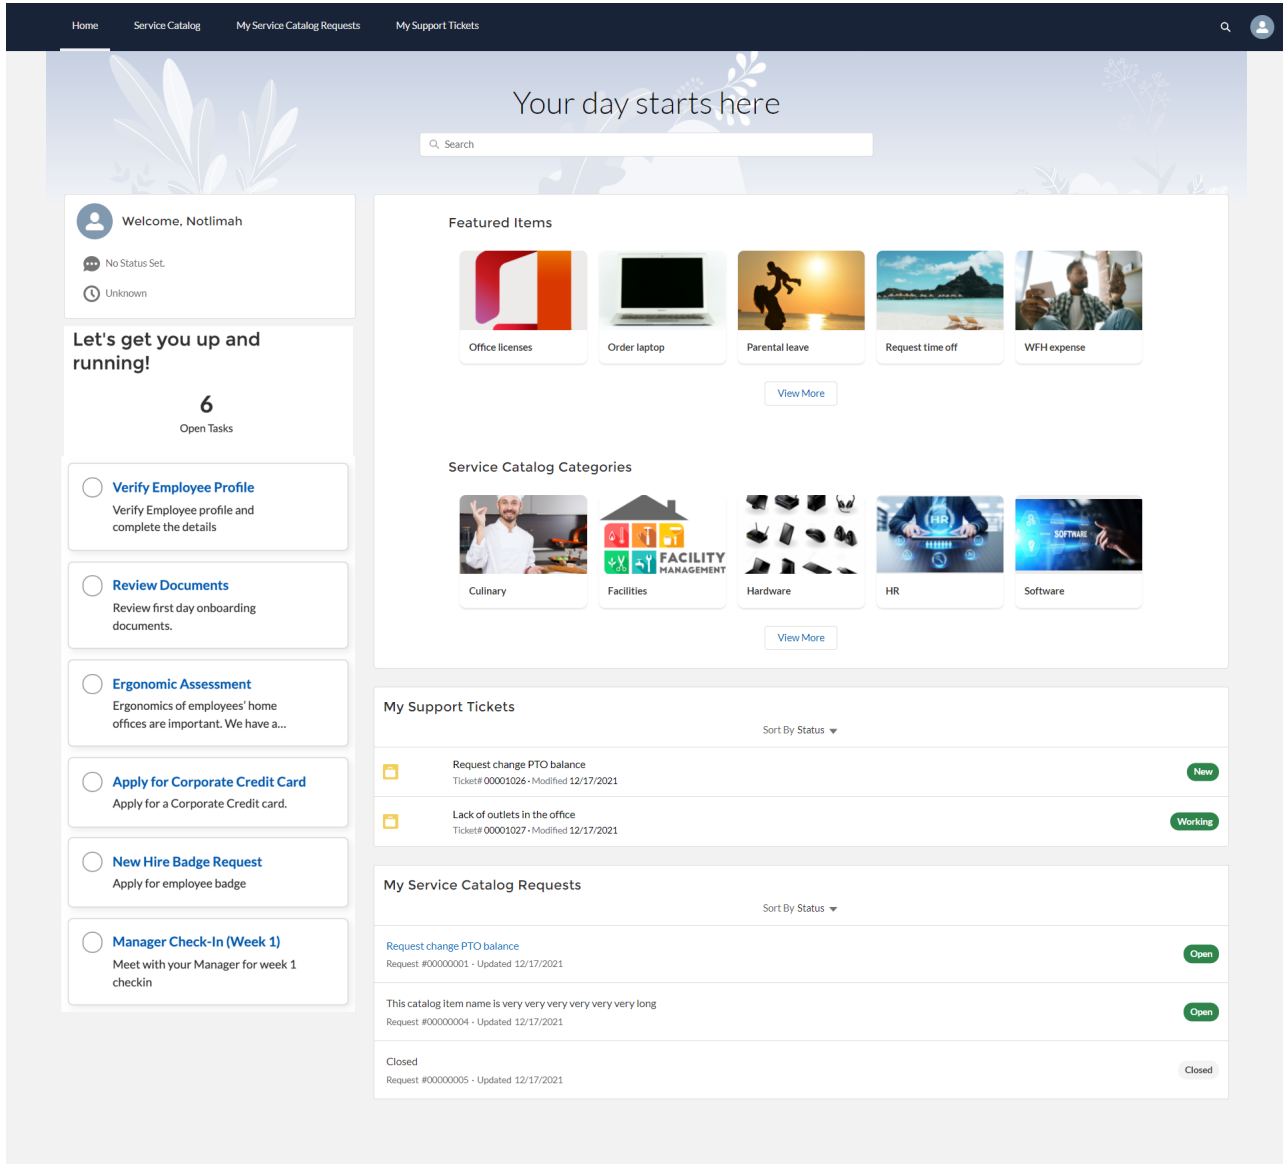 Home Service Catalog My Service Catalog Requests My Support Tickets
Your day starts here
Search
Welcome, Notlimah
No Status Set.
Unknown
Let's get you up and
running!
6
Open Tasks
Verify Employee Profile
Verify Employee profile and
complete the details
Review Documents
Review first day onboarding
documents.
Ergonomic Assessment
Ergonomics of employees' home
offices are important. We have a...
Apply for Corporate Credit Card
Apply for a Corporate Credit card.
New Hire Badge Request
Apply for employee badge
Manager Check-In (Week 1)
Meet with your Manager for week 1
checkin
Featured Items
Office licenses Order laptop Parental leave Request time off WFH expense
View More
Service Catalog Categories
FACILITY
MANAGEMENT
HR
SOFTWARE
Culinary Facilities Hardware HR Software
View More
My Support Tickets
Sort By Status
Request change PTO balance
Ticket# 00001026 • Modified 12/17/2021
New
Lack of outlets in the office
Ticket# 00001027 • Modified 12/17/2021
Working
My Service Catalog Requests
Sort By Status
Request change PTO balance
Request #00000001 • Updated 12/17/2021
Open
This catalog item name is very very very very very very long
Request #00000004 • Updated 12/17/2021
Open
Closed
Request #00000005 • Updated 12/17/2021
Closed